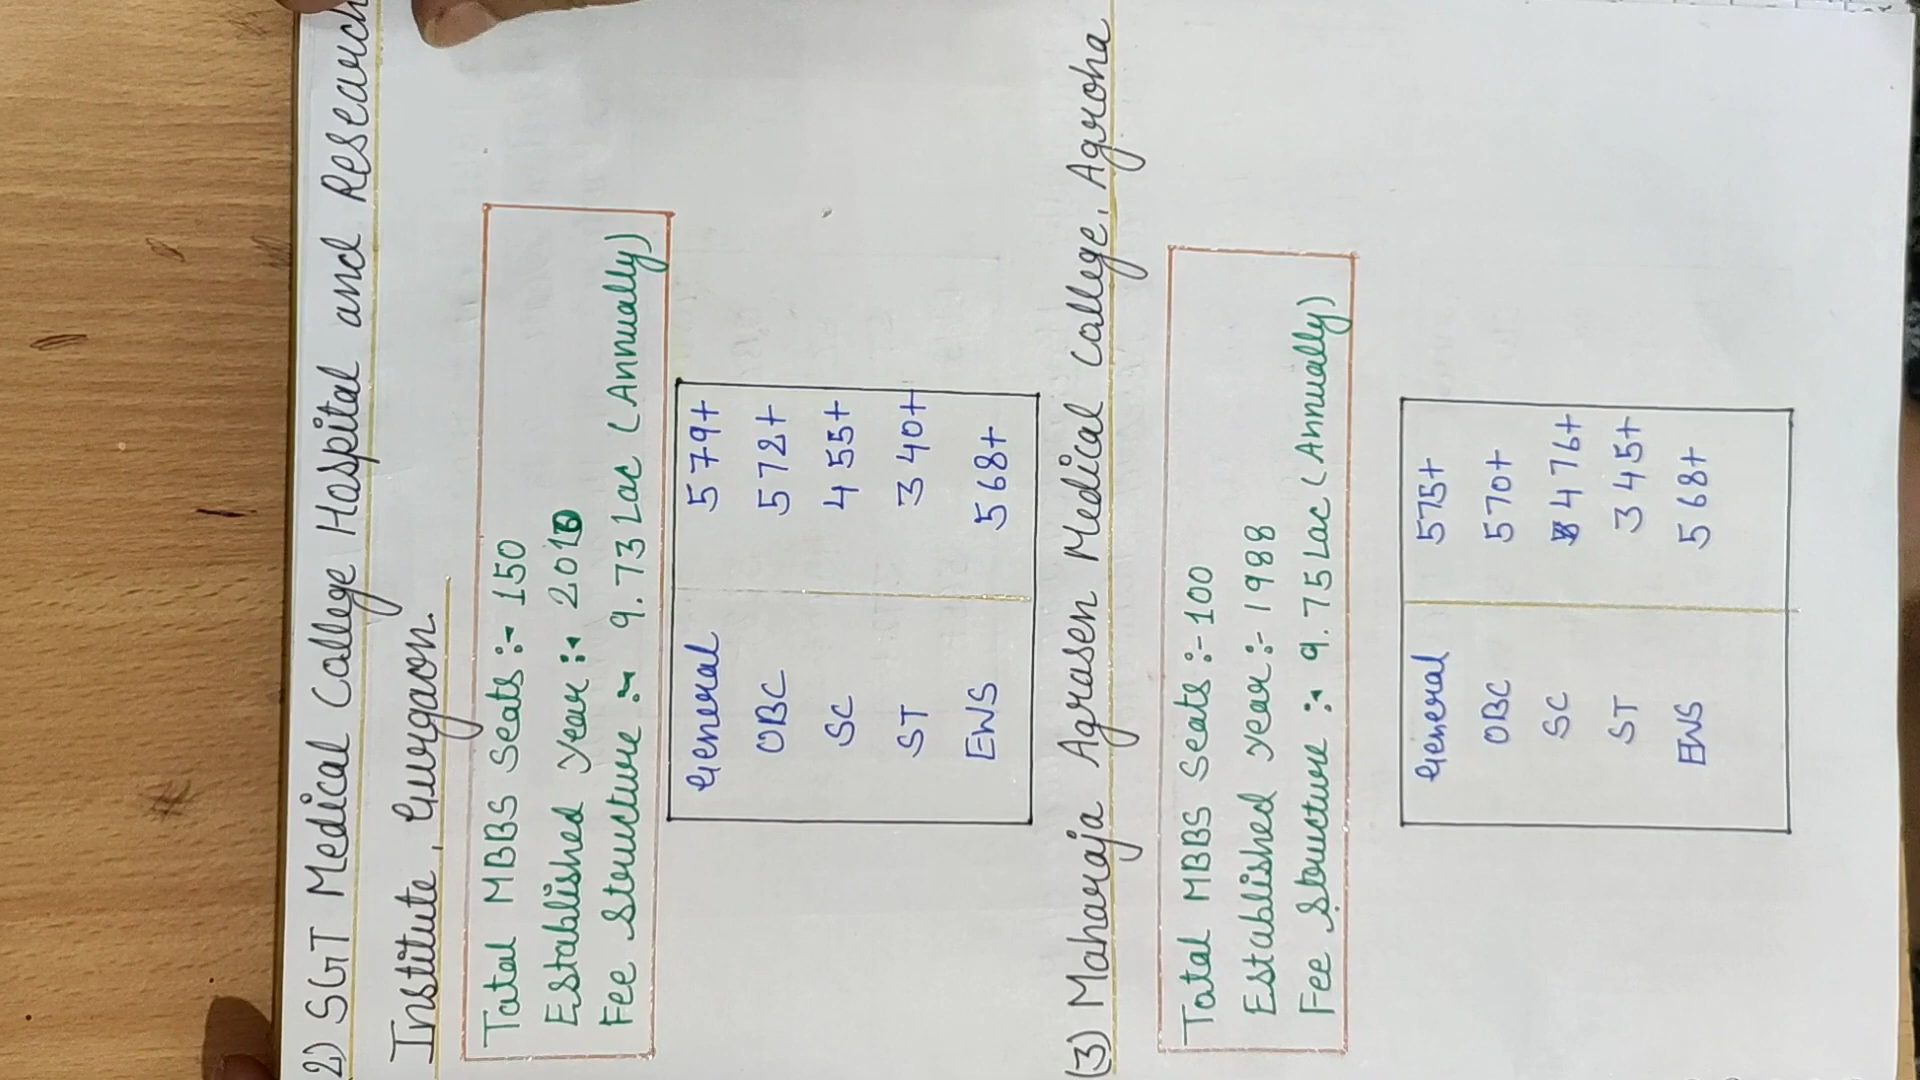 2) SGT Medical College Hospital and Research
Institute, Gurgaon.
Total MBBS Seats :- 150
Established Year :- 2010
Fee Structure :- 9.73 Lac (Annually)
General 579+
OBC 572+
SC 455+
ST 340+
EWS 568+
(3) Maharaja Agrasen Medical College, Agroha
Total MBBS Seats :- 100
Established Year :- 1988
Fee Structure :- 9.75 Lac (Annually)
General 575+
OBC 570+
SC 476+
ST 345+
EWS 568+